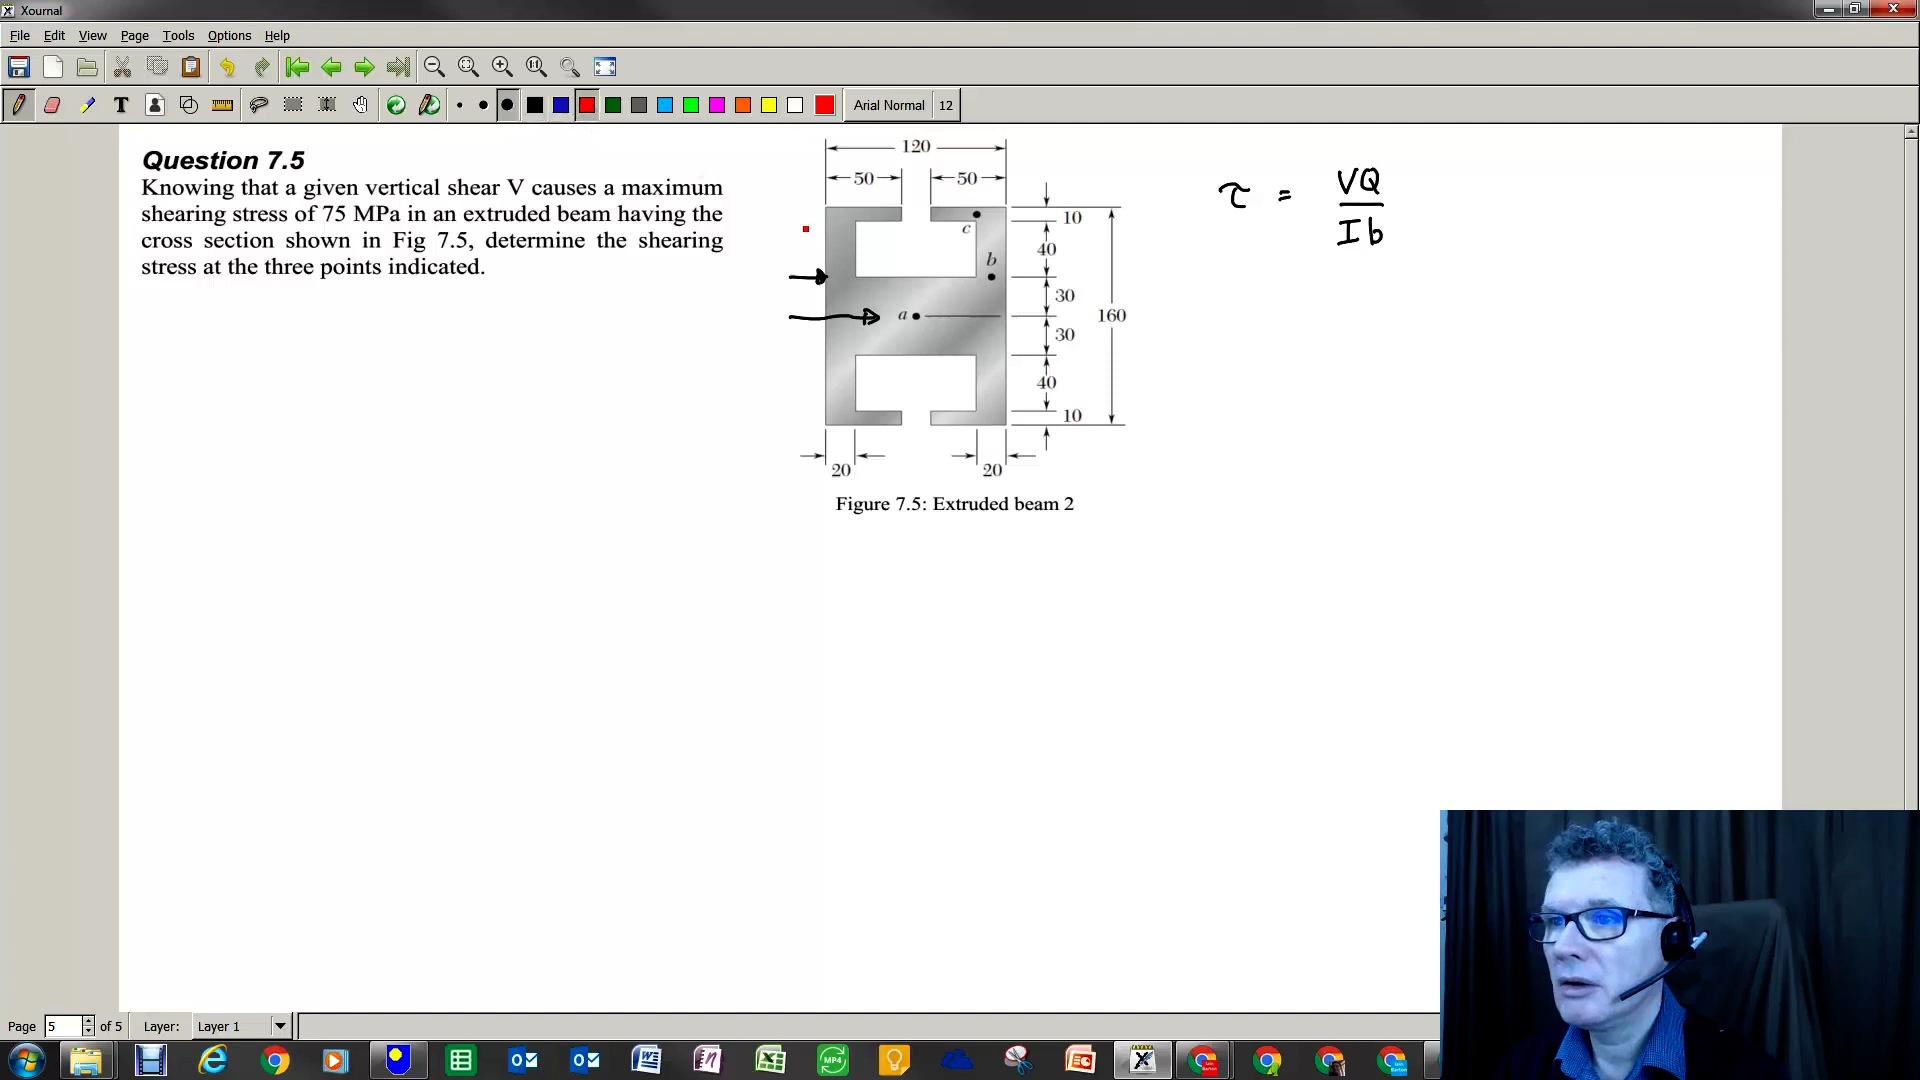 Xournal
File Edit View Page Tools Options Help
Arial Normal 12
Question 7.5
Knowing that a given vertical shear V causes a maximum
shearing stress of 75 MPa in an extruded beam having the
cross section shown in Fig 7.5, determine the shearing
stress at the three points indicated.
120
50 50
10
c
40
b
30
a
160
30
40
10
20 20
Figure 7.5: Extruded beam 2
τ = VQ
Ib
Page 5 of 5 Layer: Layer 1